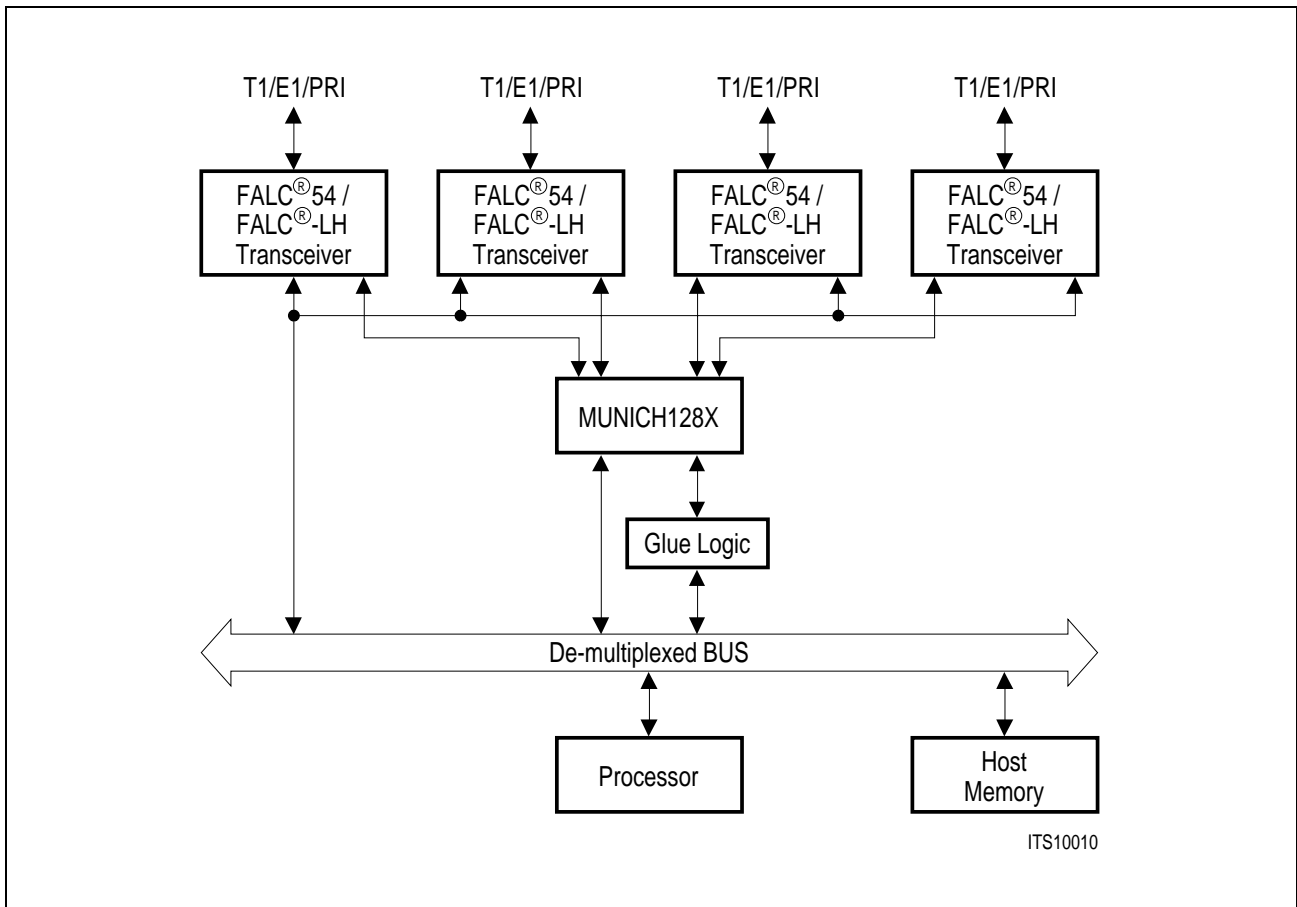 T1/E1/PRI
T1/E1/PRI
T1/E1/PRI
T1/E1/PRI
FALC®54 /
FALC®-LH
Transceiver
FALC®54 /
FALC®-LH
Transceiver
FALC®54 /
FALC®-LH
Transceiver
FALC®54 /
FALC®-LH
Transceiver
MUNICH128X
Glue Logic
De-multiplexed BUS
Processor
Host
Memory
ITS10010